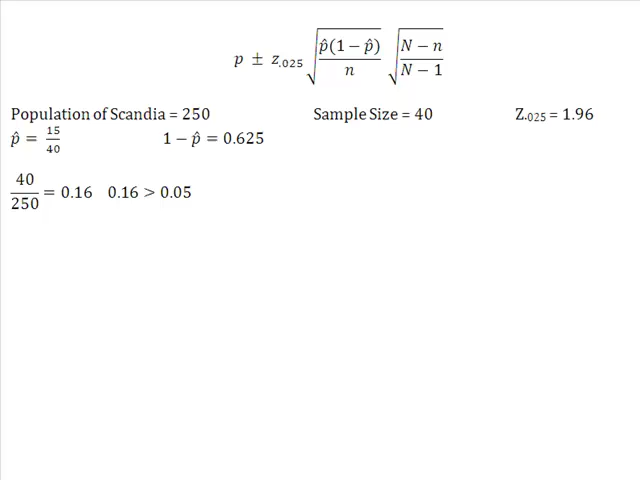 p ± z.025 √(p̂(1 − p̂)/n) √((N − n)/(N − 1))
Population of Scandia = 250 Sample Size = 40 Z.025 = 1.96
p̂ = 15/40 1 − p̂ = 0.625
40/250 = 0.16 0.16 > 0.05